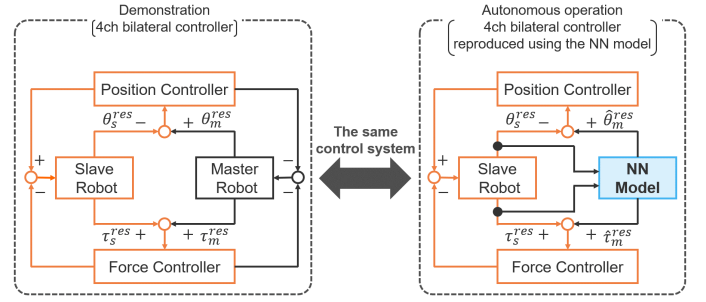 Demonstration
(4ch bilateral controller)
Position Controller
θ_s^res − + θ_m^res
+
−
Slave
Robot
Master
Robot
−
−
τ_s^res + + τ_m^res
Force Controller
The same
control system
Autonomous operation
(4ch bilateral controller
reproduced using the NN model)
Position Controller
θ_s^res − + θ̂_m^res
+
−
Slave
Robot
NN
Model
τ_s^res + + τ̂_m^res
Force Controller